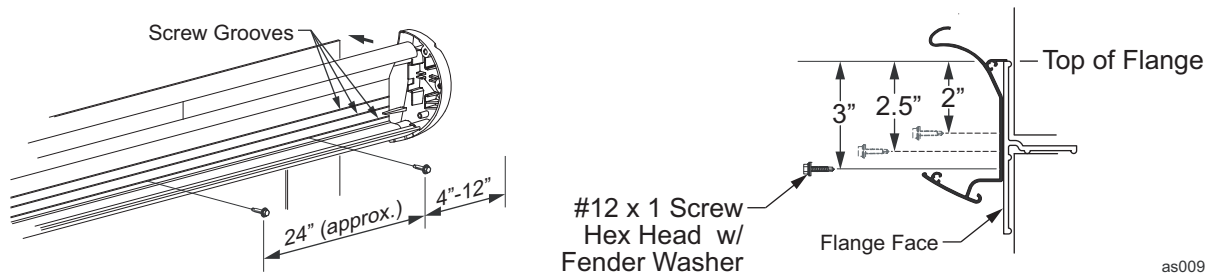 Screw Grooves
24” (approx.)
4”-12”
Top of Flange
3”
2.5”
2”
#12 x 1 Screw
Hex Head w/
Fender Washer
Flange Face
as009